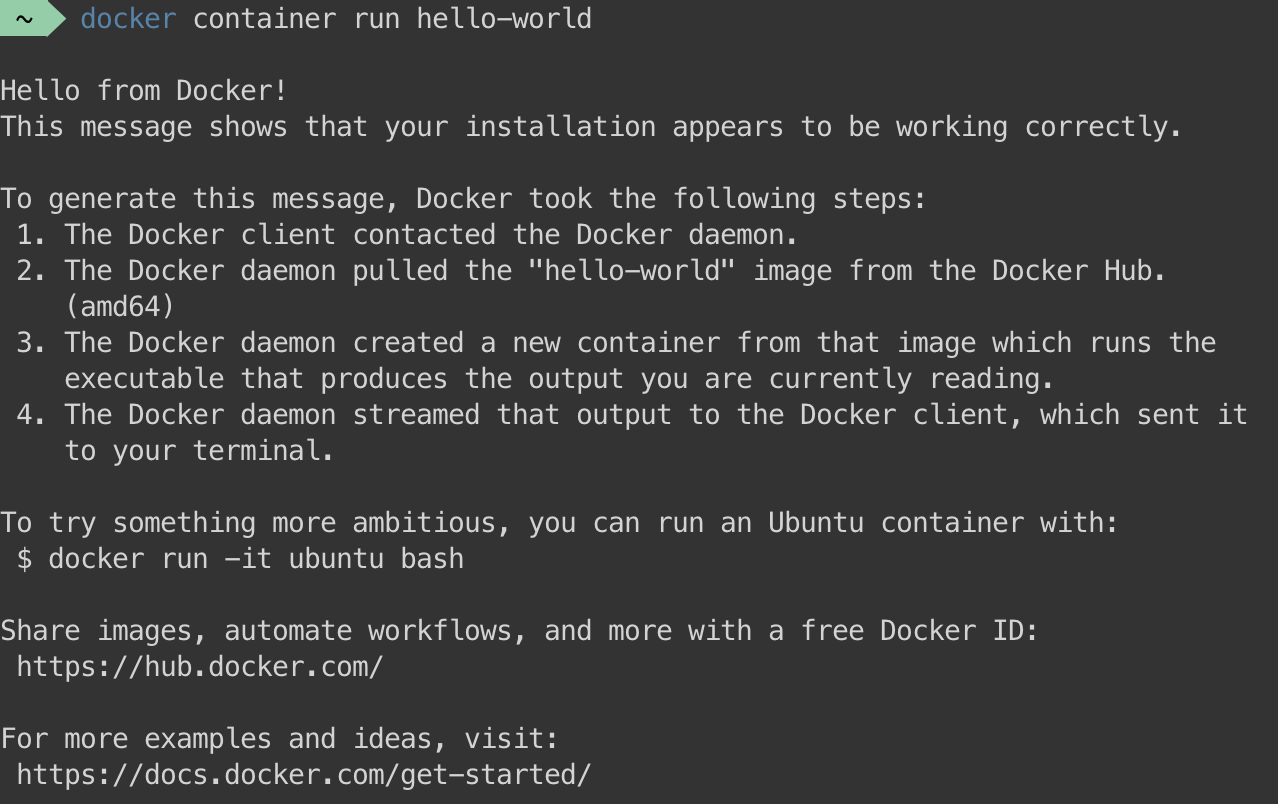 ~ docker container run hello-world
Hello from Docker!
This message shows that your installation appears to be working correctly.
To generate this message, Docker took the following steps:
1. The Docker client contacted the Docker daemon.
2. The Docker daemon pulled the "hello-world" image from the Docker Hub.
(amd64)
3. The Docker daemon created a new container from that image which runs the
executable that produces the output you are currently reading.
4. The Docker daemon streamed that output to the Docker client, which sent it
to your terminal.
To try something more ambitious, you can run an Ubuntu container with:
$ docker run -it ubuntu bash
Share images, automate workflows, and more with a free Docker ID:
https://hub.docker.com/
For more examples and ideas, visit:
https://docs.docker.com/get-started/